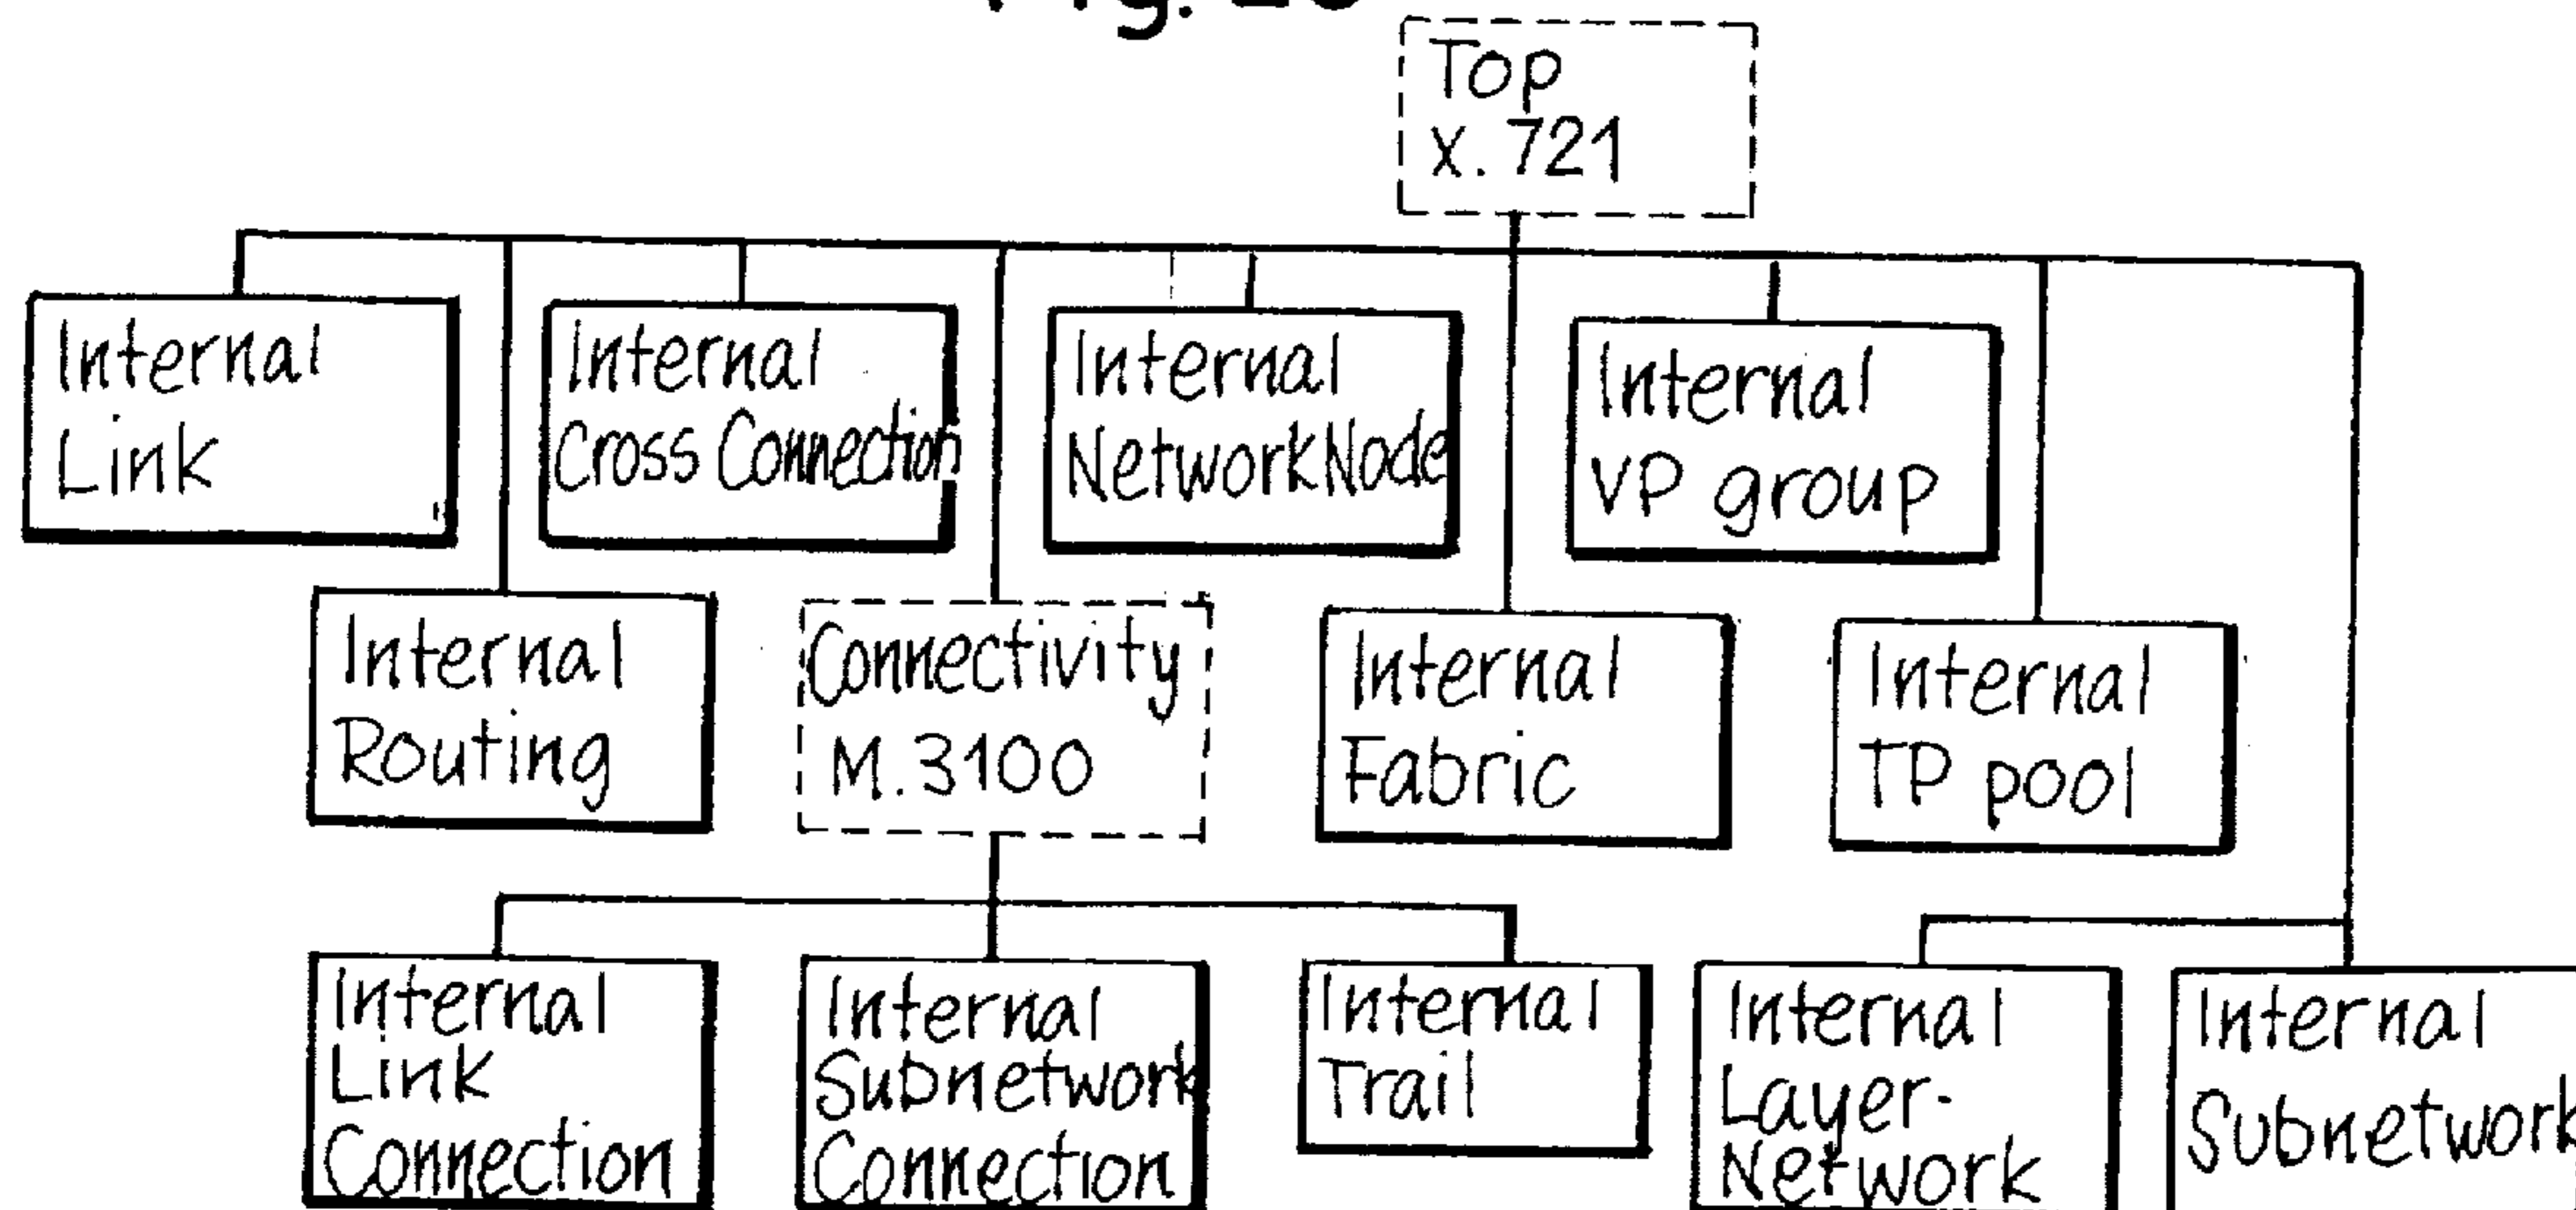 Top
X.721
Internal
Link
Internal
Cross Connection
Internal
NetworkNode
Internal
VP group
Internal
Routing
Connectivity
M.3100
Internal
Fabric
Internal
TP pool
Internal
Link
Connection
Internal
Subnetwork
Connection
Internal
Trail
Internal
Layer-
Network
Internal
Subnetwork